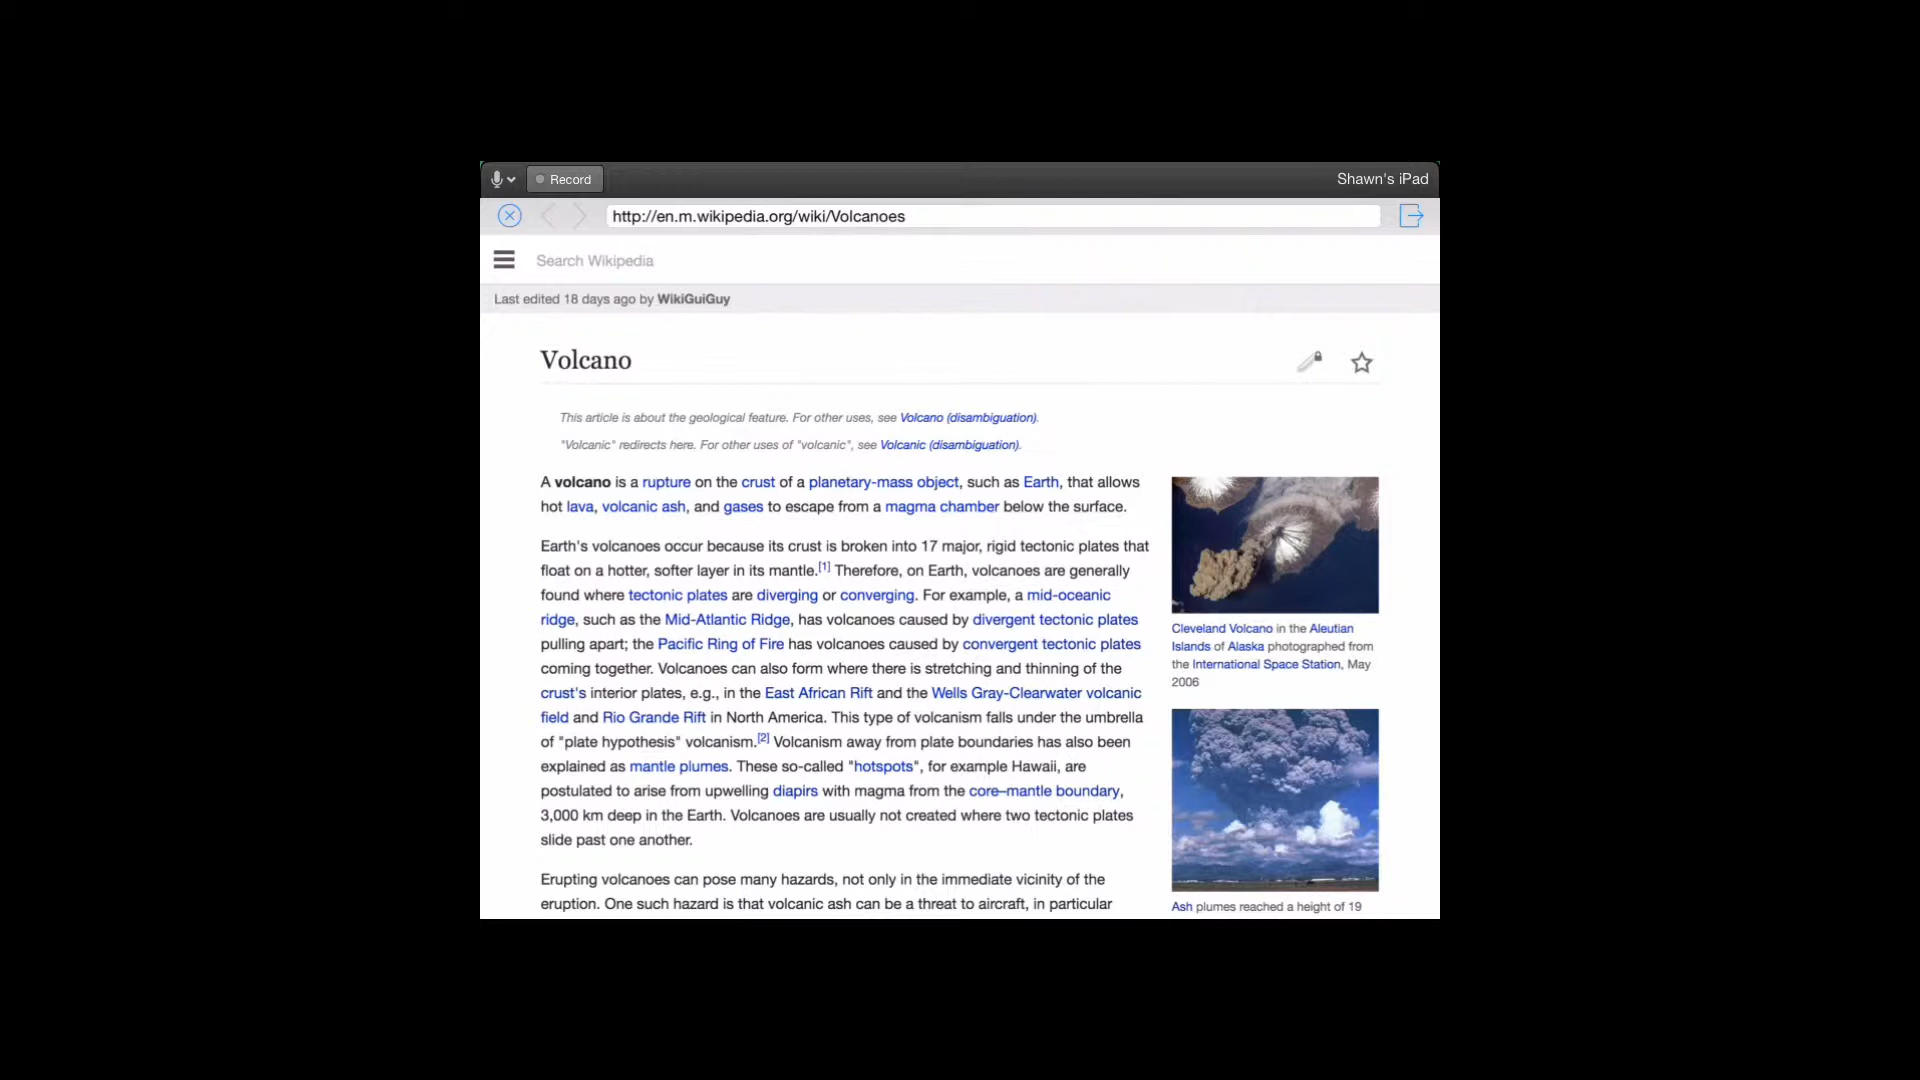 Record
Shawn's iPad
http://en.m.wikipedia.org/wiki/Volcanoes
Search Wikipedia
Last edited 18 days ago by WikiGuiGuy
Volcano
This article is about the geological feature. For other uses, see Volcano (disambiguation).
"Volcanic" redirects here. For other uses of "volcanic", see Volcanic (disambiguation).
A volcano is a rupture on the crust of a planetary-mass object, such as Earth, that allows
hot lava, volcanic ash, and gases to escape from a magma chamber below the surface.
Earth's volcanoes occur because its crust is broken into 17 major, rigid tectonic plates that
float on a hotter, softer layer in its mantle.[1] Therefore, on Earth, volcanoes are generally
found where tectonic plates are diverging or converging. For example, a mid-oceanic
ridge, such as the Mid-Atlantic Ridge, has volcanoes caused by divergent tectonic plates
pulling apart; the Pacific Ring of Fire has volcanoes caused by convergent tectonic plates
coming together. Volcanoes can also form where there is stretching and thinning of the
crust's interior plates, e.g., in the East African Rift and the Wells Gray-Clearwater volcanic
field and Rio Grande Rift in North America. This type of volcanism falls under the umbrella
of "plate hypothesis" volcanism.[2] Volcanism away from plate boundaries has also been
explained as mantle plumes. These so-called "hotspots", for example Hawaii, are
postulated to arise from upwelling diapirs with magma from the core–mantle boundary,
3,000 km deep in the Earth. Volcanoes are usually not created where two tectonic plates
slide past one another.
Erupting volcanoes can pose many hazards, not only in the immediate vicinity of the
eruption. One such hazard is that volcanic ash can be a threat to aircraft, in particular
Cleveland Volcano in the Aleutian
Islands of Alaska photographed from
the International Space Station, May
2006
Ash plumes reached a height of 19